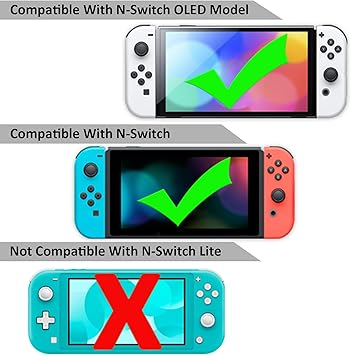 Compatible With N-Switch OLED Model
Compatible With N-Switch
Not Compatible With N-Switch Lite